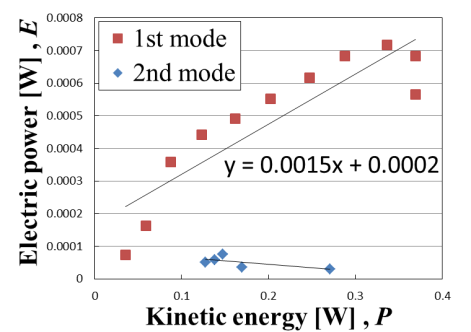 0.0008
0.0007
0.0006
0.0005
0.0004
0.0003
0.0002
0.0001
0
Electric power [W] , E
1st mode
2nd mode
y = 0.0015x + 0.0002
0 0.1 0.2 0.3 0.4
Kinetic energy [W] , P